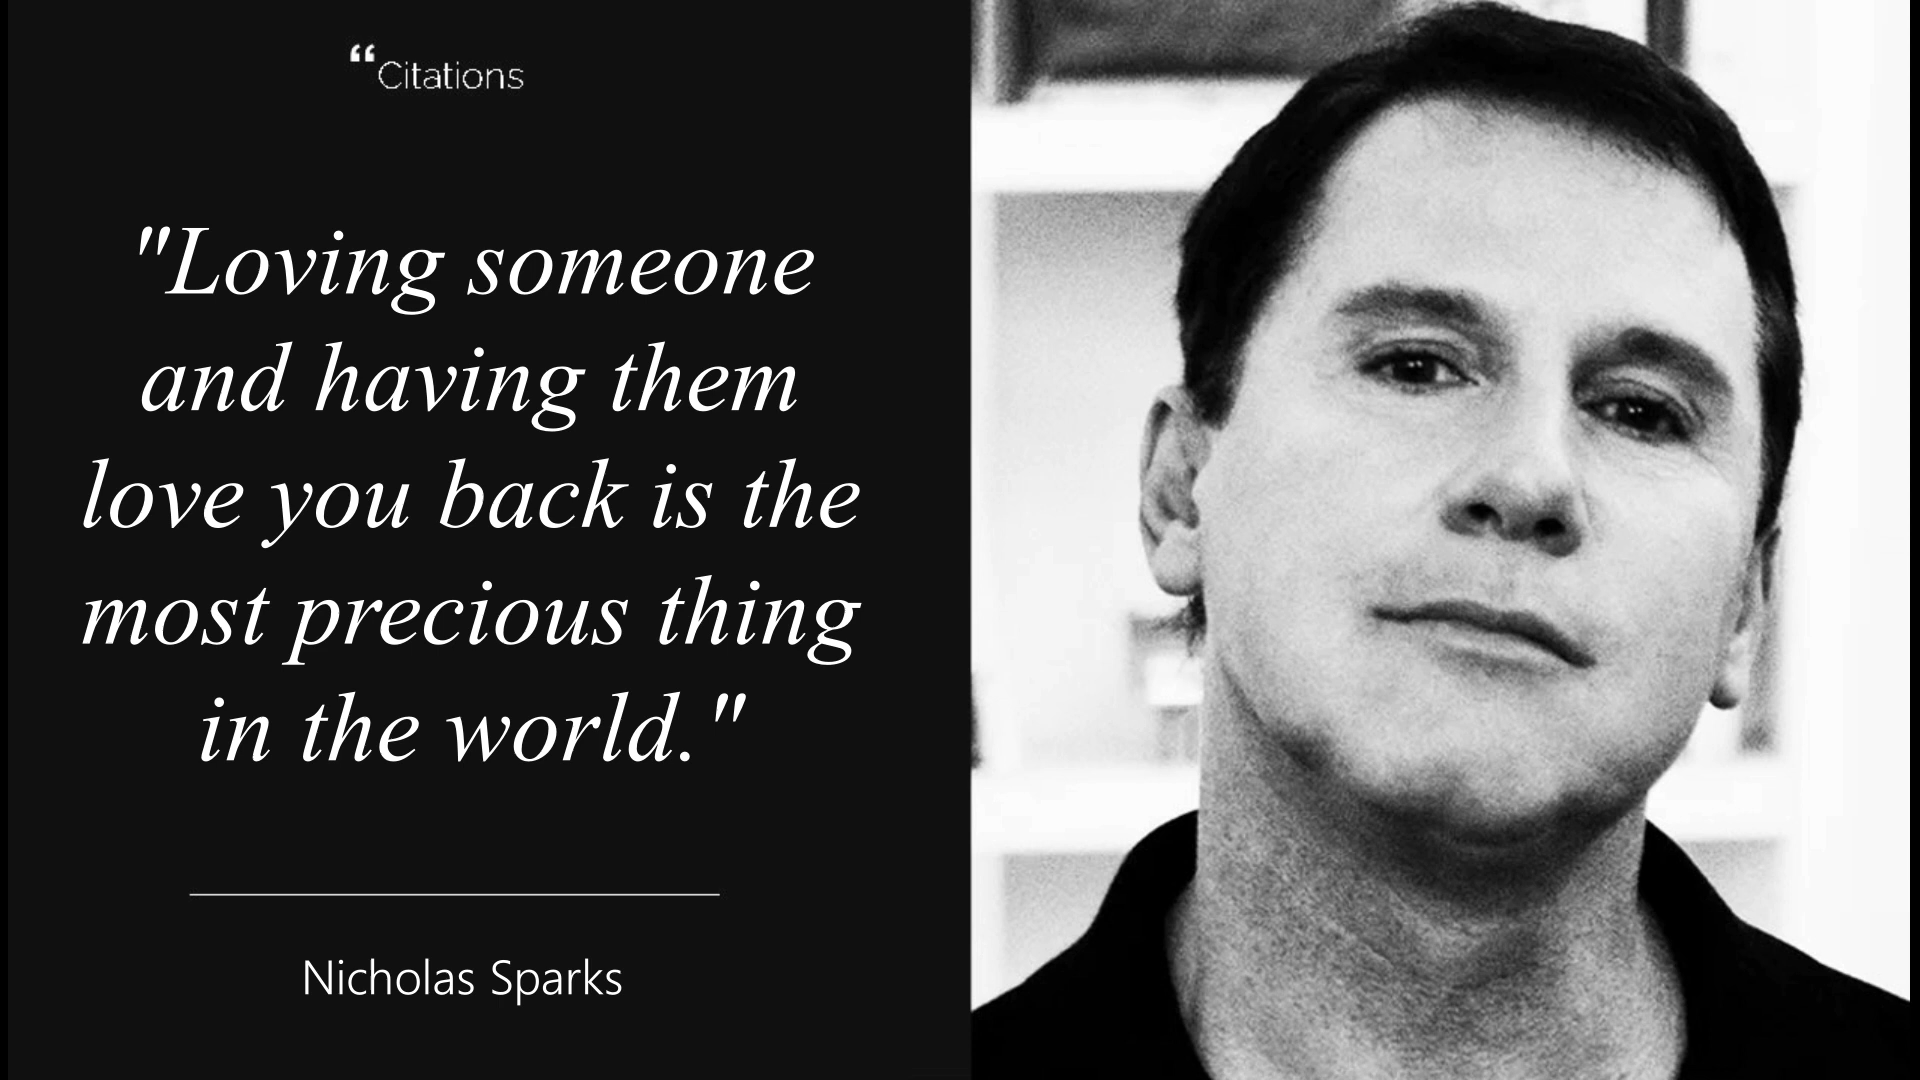 “Citations
"Loving someone
and having them
love you back is the
most precious thing
in the world."
Nicholas Sparks